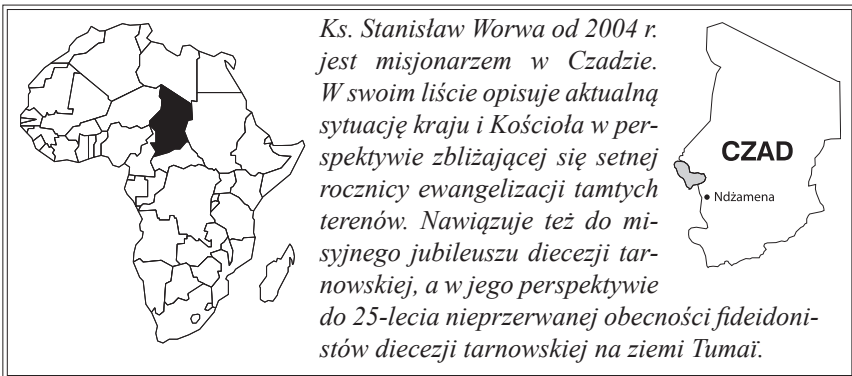 Ks. Stanisław Worwa od 2004 r.
jest misjonarzem w Czadzie.
W swoim liście opisuje aktualną
sytuację kraju i Kościoła w per-
spektywie zbliżającej się setnej
rocznicy ewangelizacji tamtych
terenów. Nawiązuje też do mi-
syjnego jubileuszu diecezji tar-
nowskiej, a w jego perspektywie
do 25-lecia nieprzerwanej obecności fideidoni-
stów diecezji tarnowskiej na ziemi Tumaï.
CZAD
Ndżamena